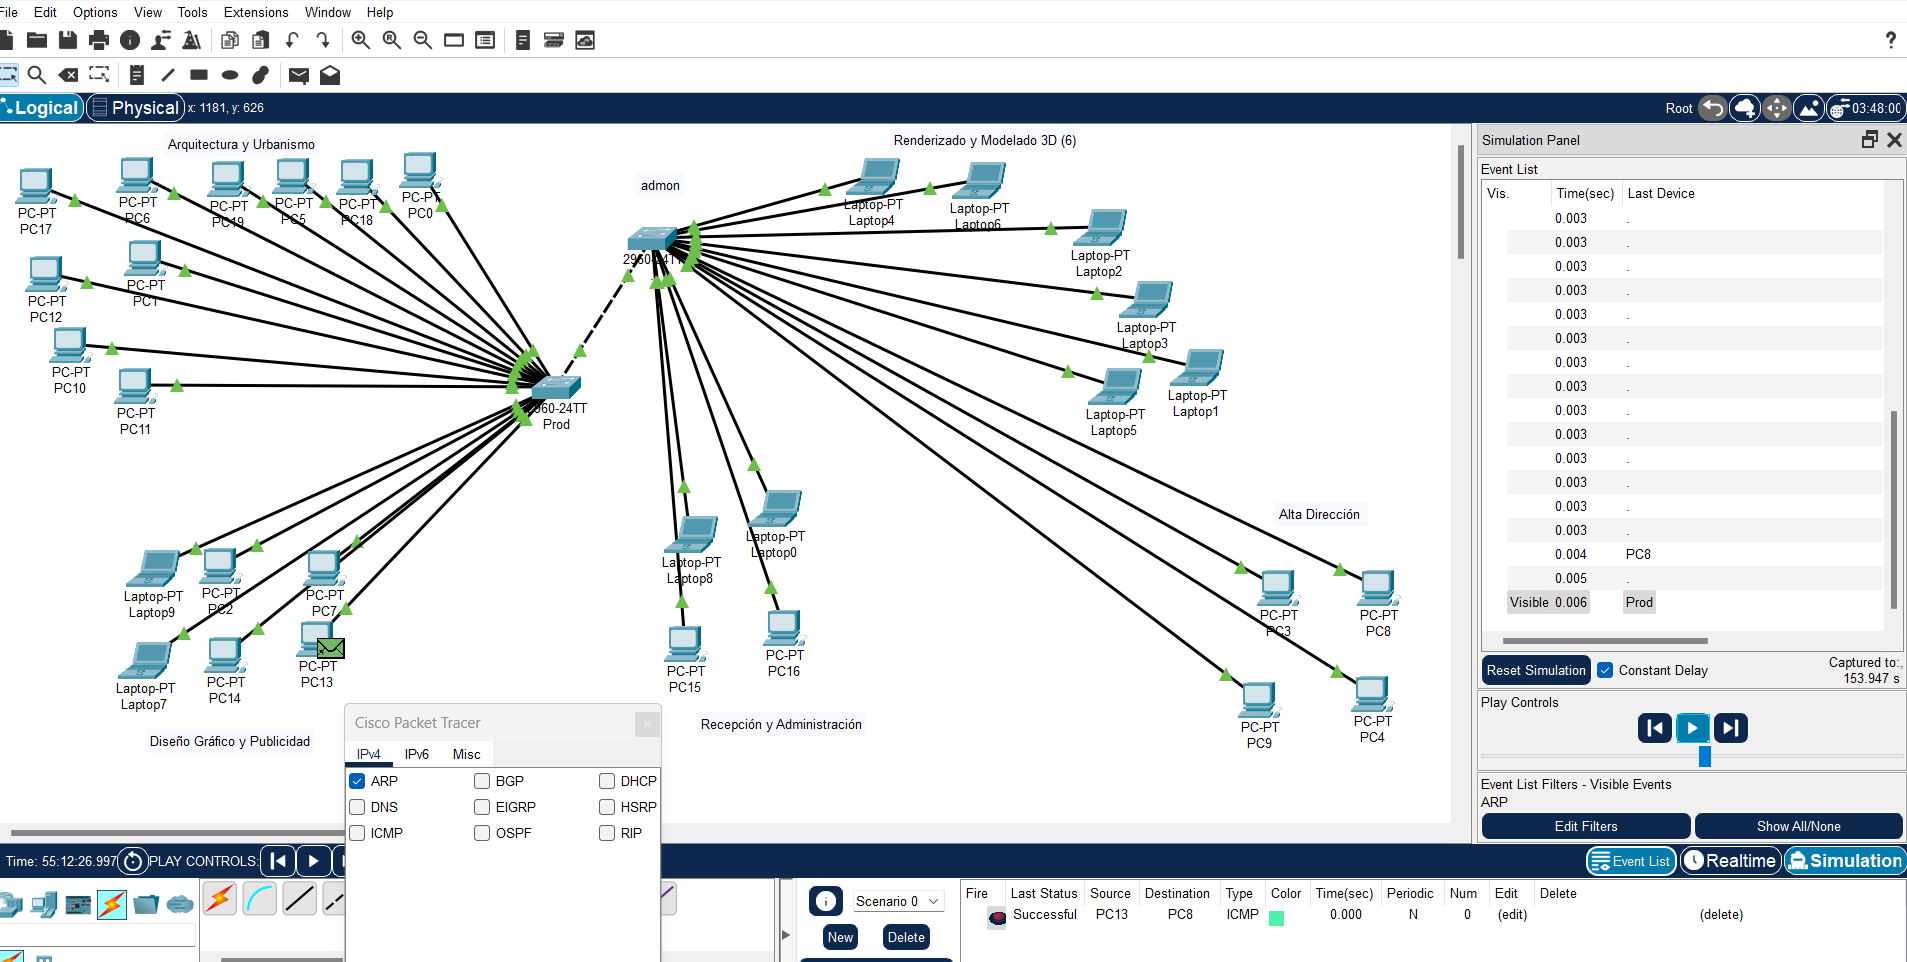 File Edit Options View Tools Extensions Window Help
Logical Physical x: 1181, y: 626
Root 03:48:00
Arquitectura y Urbanismo
Renderizado y Modelado 3D (6)
admon
PC-PT
PC17
PC-PT
PC6
PC-PT
PC19
PC-PT
PC5
PC-PT
PC18
PC-PT
PC0
PC-PT
PC12
PC-PT
PC1
PC-PT
PC10
PC-PT
PC11
2960-24TT
2960-24TT
Prod
Laptop-PT
Laptop4
Laptop-PT
Laptop6
Laptop-PT
Laptop2
Laptop-PT
Laptop3
Laptop-PT
Laptop1
Laptop-PT
Laptop5
Laptop-PT
Laptop9
PC-PT
PC2
PC-PT
PC7
Laptop-PT
Laptop7
PC-PT
PC14
PC-PT
PC13
Diseño Gráfico y Publicidad
Laptop-PT
Laptop8
Laptop-PT
Laptop0
PC-PT
PC15
PC-PT
PC16
Recepción y Administración
Alta Dirección
PC-PT
PC3
PC-PT
PC8
PC-PT
PC9
PC-PT
PC4
Simulation Panel
Event List
Vis. Time(sec) Last Device
0.003 .
0.003 .
0.003 .
0.003 .
0.003 .
0.003 .
0.003 .
0.003 .
0.003 .
0.003 .
0.003 .
0.003 .
0.003 .
0.003 .
0.004 PC8
0.005 .
Visible 0.006 Prod
Reset Simulation Constant Delay
Captured to:
153.947 s
Play Controls
Event List Filters - Visible Events
ARP
Edit Filters Show All/None
Event List Realtime Simulation
Cisco Packet Tracer
IPv4 IPv6 Misc
ARP BGP DHCP
DNS EIGRP HSRP
ICMP OSPF RIP
Time: 55:12:26.997 PLAY CONTROLS:
Scenario 0
New Delete
Fire Last Status Source Destination Type Color Time(sec) Periodic Num Edit Delete
Successful PC13 PC8 ICMP 0.000 N 0 (edit) (delete)